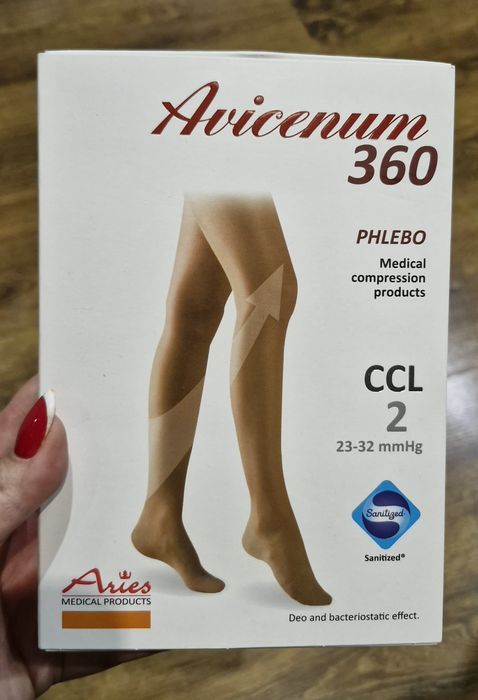 Avicenum
360
PHLEBO
Medical
compression
products
CCL
2
23-32 mmHg
Sanitized
Sanitized®
Aries
MEDICAL PRODUCTS
Deo and bacteriostatic effect.